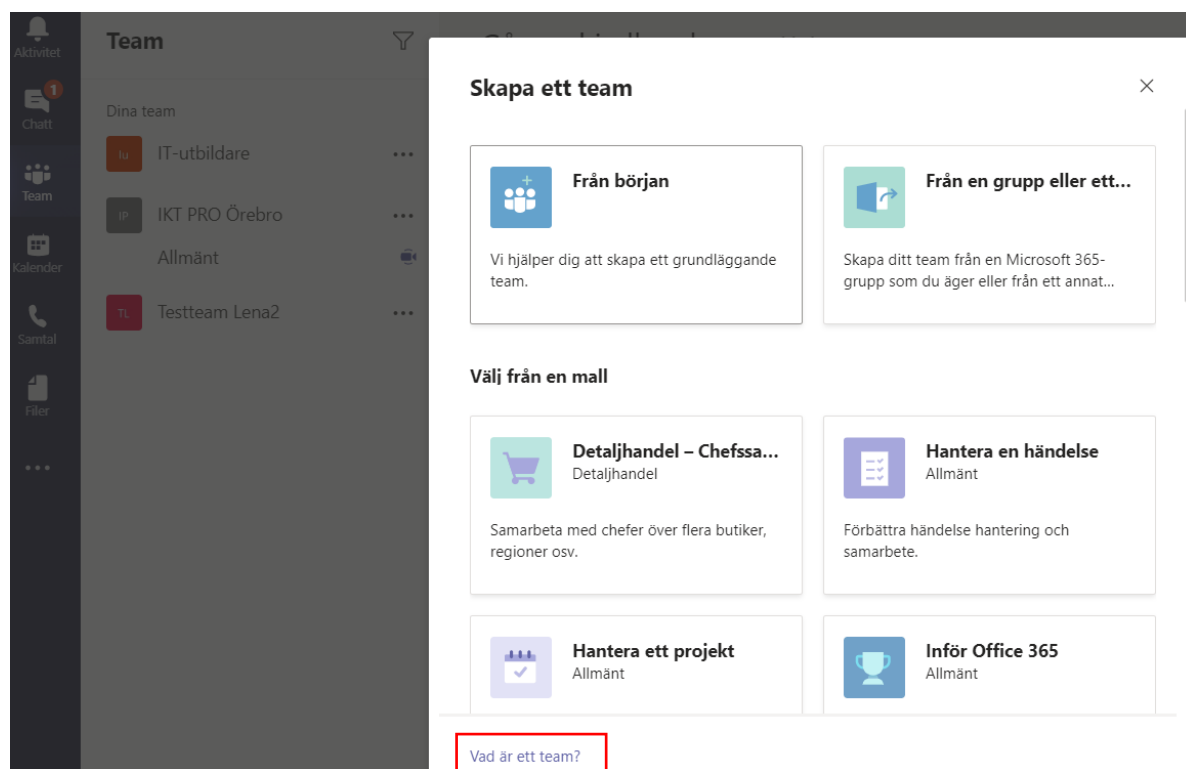 Aktivitet
1
Chatt
Team
Kalender
Samtal
Filer
Team
Dina team
Iu IT-utbildare
IP IKT PRO Örebro
Allmänt
TL Testteam Lena2
Skapa ett team
Från början
Vi hjälper dig att skapa ett grundläggande
team.
Från en grupp eller ett...
Skapa ditt team från en Microsoft 365-
grupp som du äger eller från ett annat...
Välj från en mall
Detaljhandel – Chefssa...
Detaljhandel
Samarbeta med chefer över flera butiker,
regioner osv.
Hantera en händelse
Allmänt
Förbättra händelse hantering och
samarbete.
Hantera ett projekt
Allmänt
Inför Office 365
Allmänt
Vad är ett team?